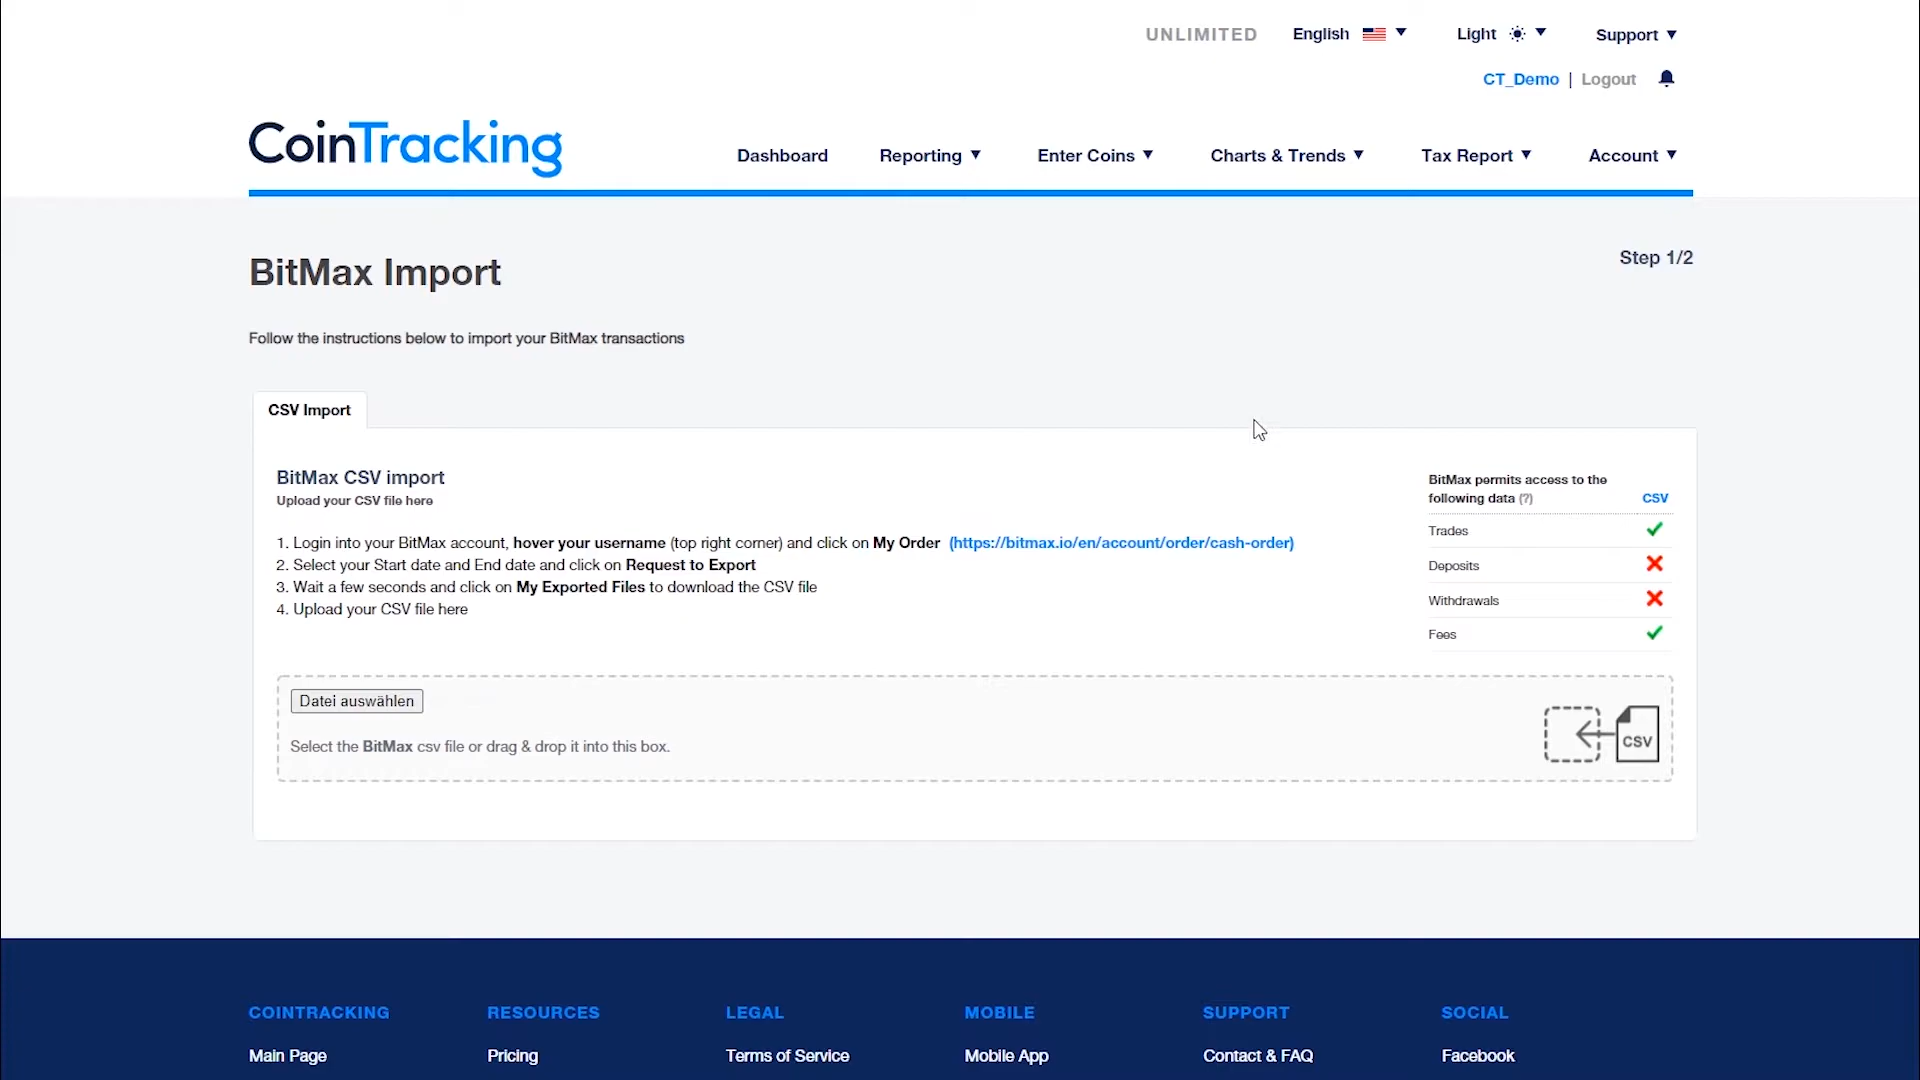 UNLIMITED English Light Support
CT_Demo | Logout
CoinTracking
Dashboard Reporting Enter Coins Charts & Trends Tax Report Account
BitMax Import
Step 1/2
Follow the instructions below to import your BitMax transactions
CSV Import
BitMax CSV import
Upload your CSV file here
1. Login into your BitMax account, hover your username (top right corner) and click on My Order (https://bitmax.io/en/account/order/cash-order)
2. Select your Start date and End date and click on Request to Export
3. Wait a few seconds and click on My Exported Files to download the CSV file
4. Upload your CSV file here
BitMax permits access to the
following data (?) CSV
Trades
Deposits
Withdrawals
Fees
Datei auswählen
Select the BitMax csv file or drag & drop it into this box.
CSV
COINTRACKING RESOURCES LEGAL MOBILE SUPPORT SOCIAL
Main Page Pricing Terms of Service Mobile App Contact & FAQ Facebook